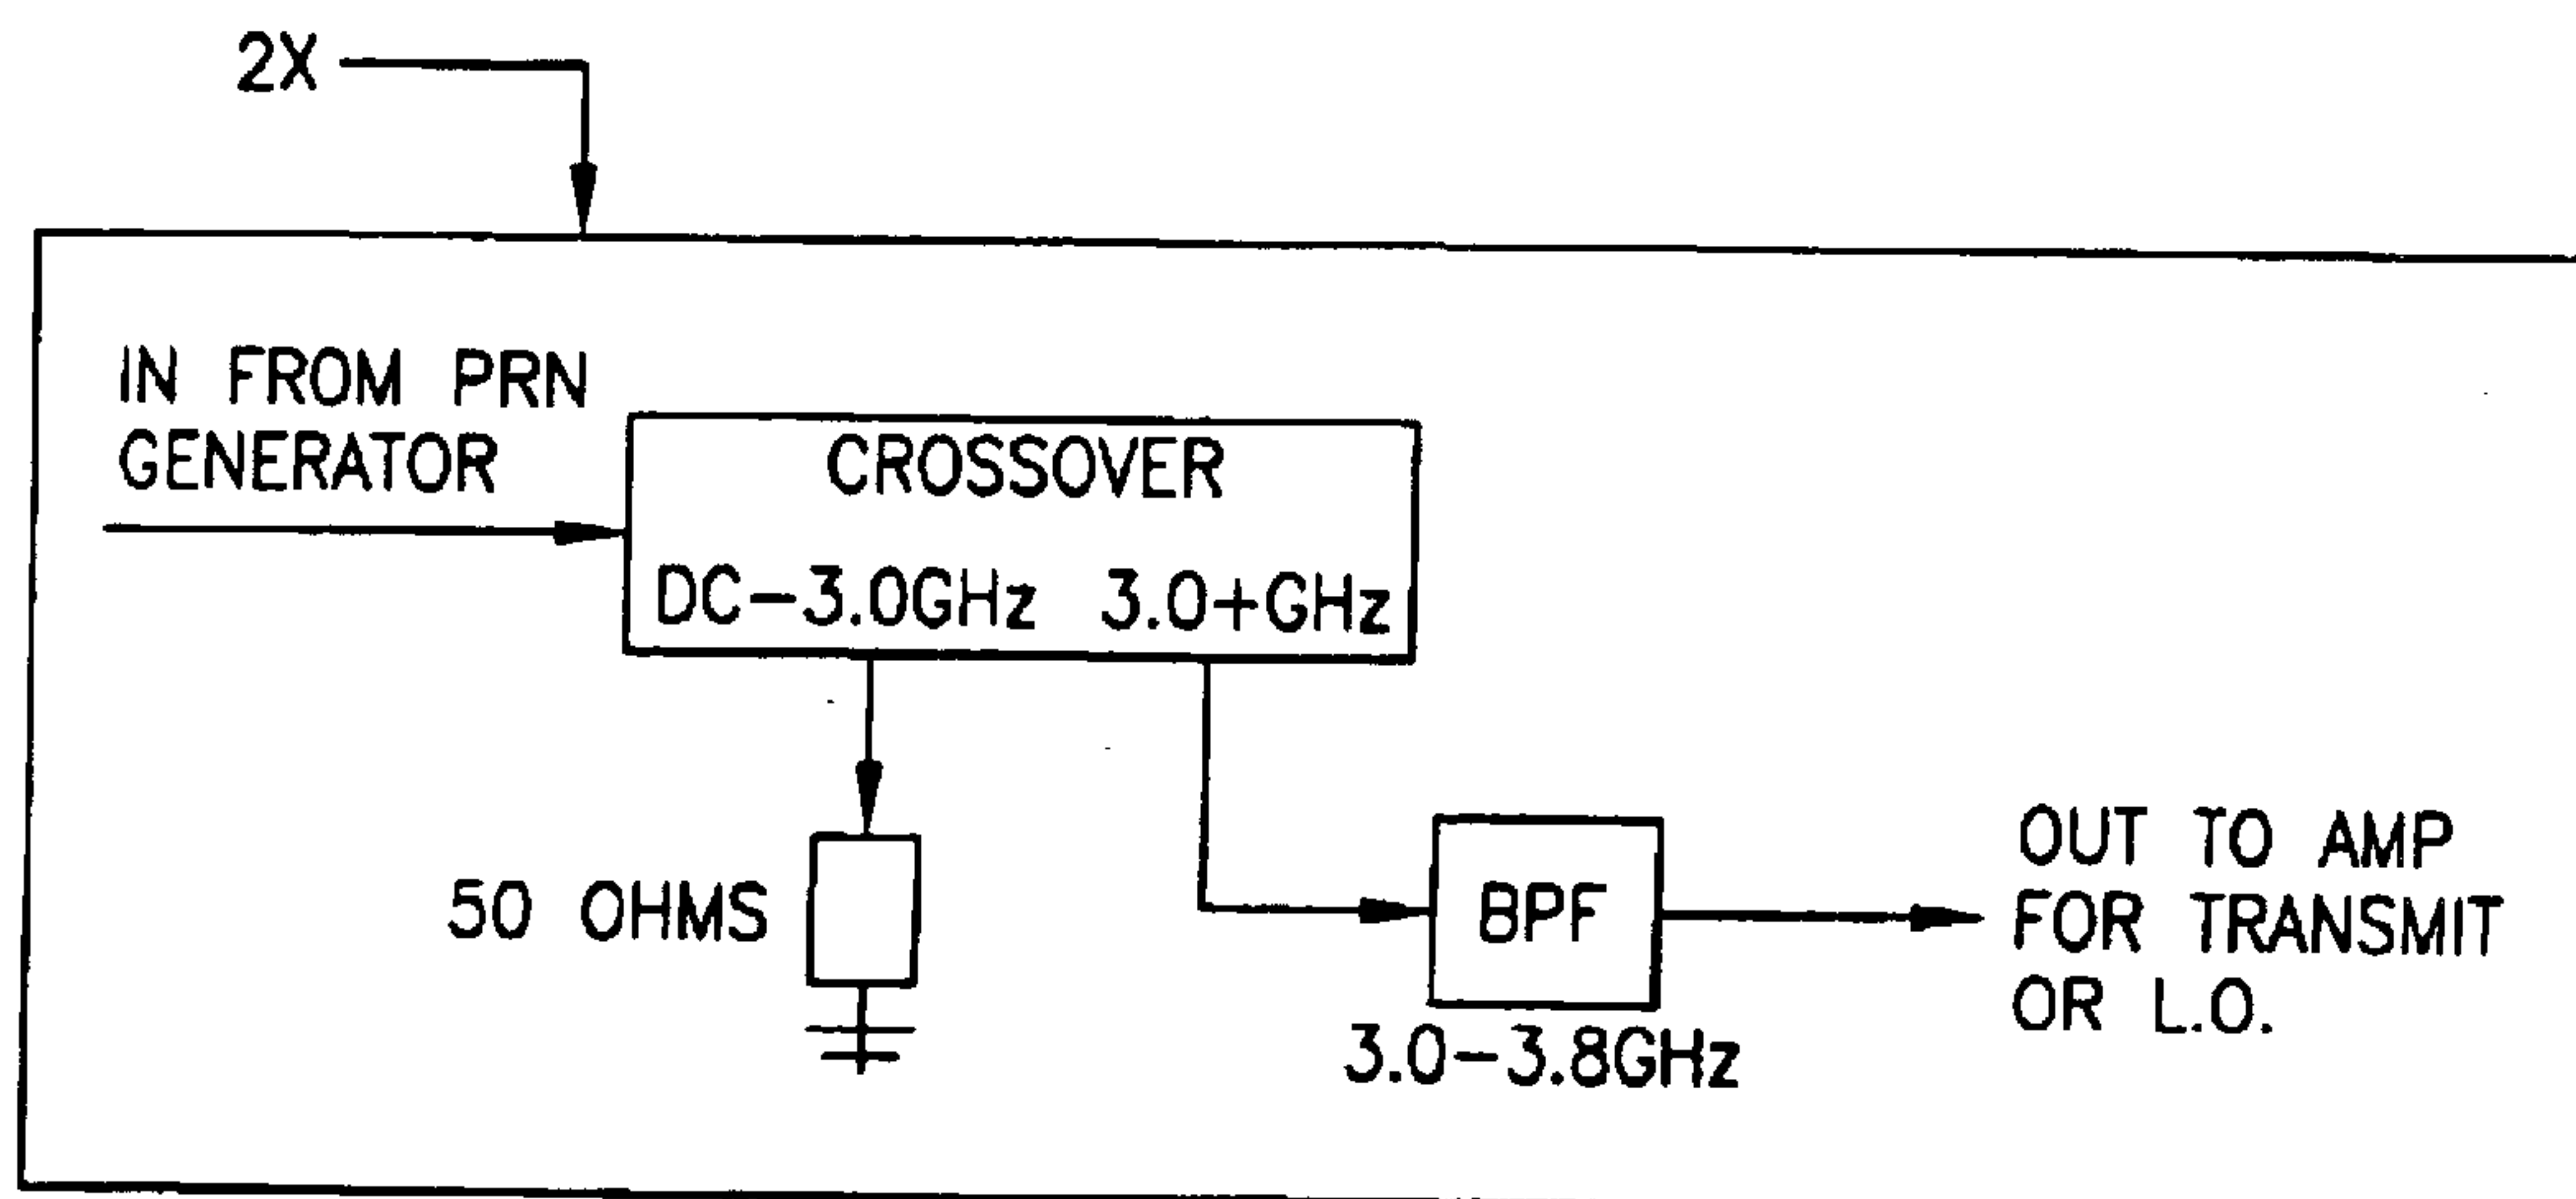 2X
IN FROM PRN
GENERATOR
CROSSOVER
DC-3.0GHz 3.0+GHz
50 OHMS
BPF
3.0-3.8GHz
OUT TO AMP
FOR TRANSMIT
OR L.O.